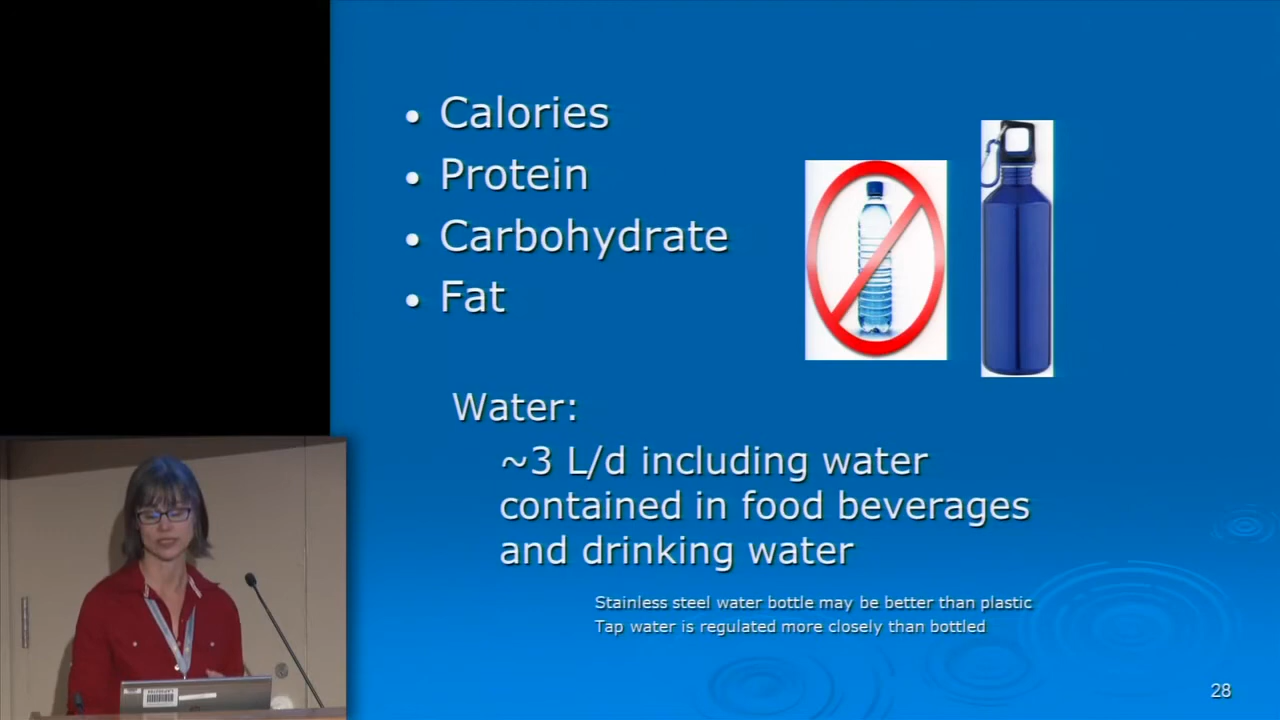 • Calories
• Protein
• Carbohydrate
• Fat
Water:
~3 L/d including water
contained in food beverages
and drinking water
Stainless steel water bottle may be better than plastic
Tap water is regulated more closely than bottled
28